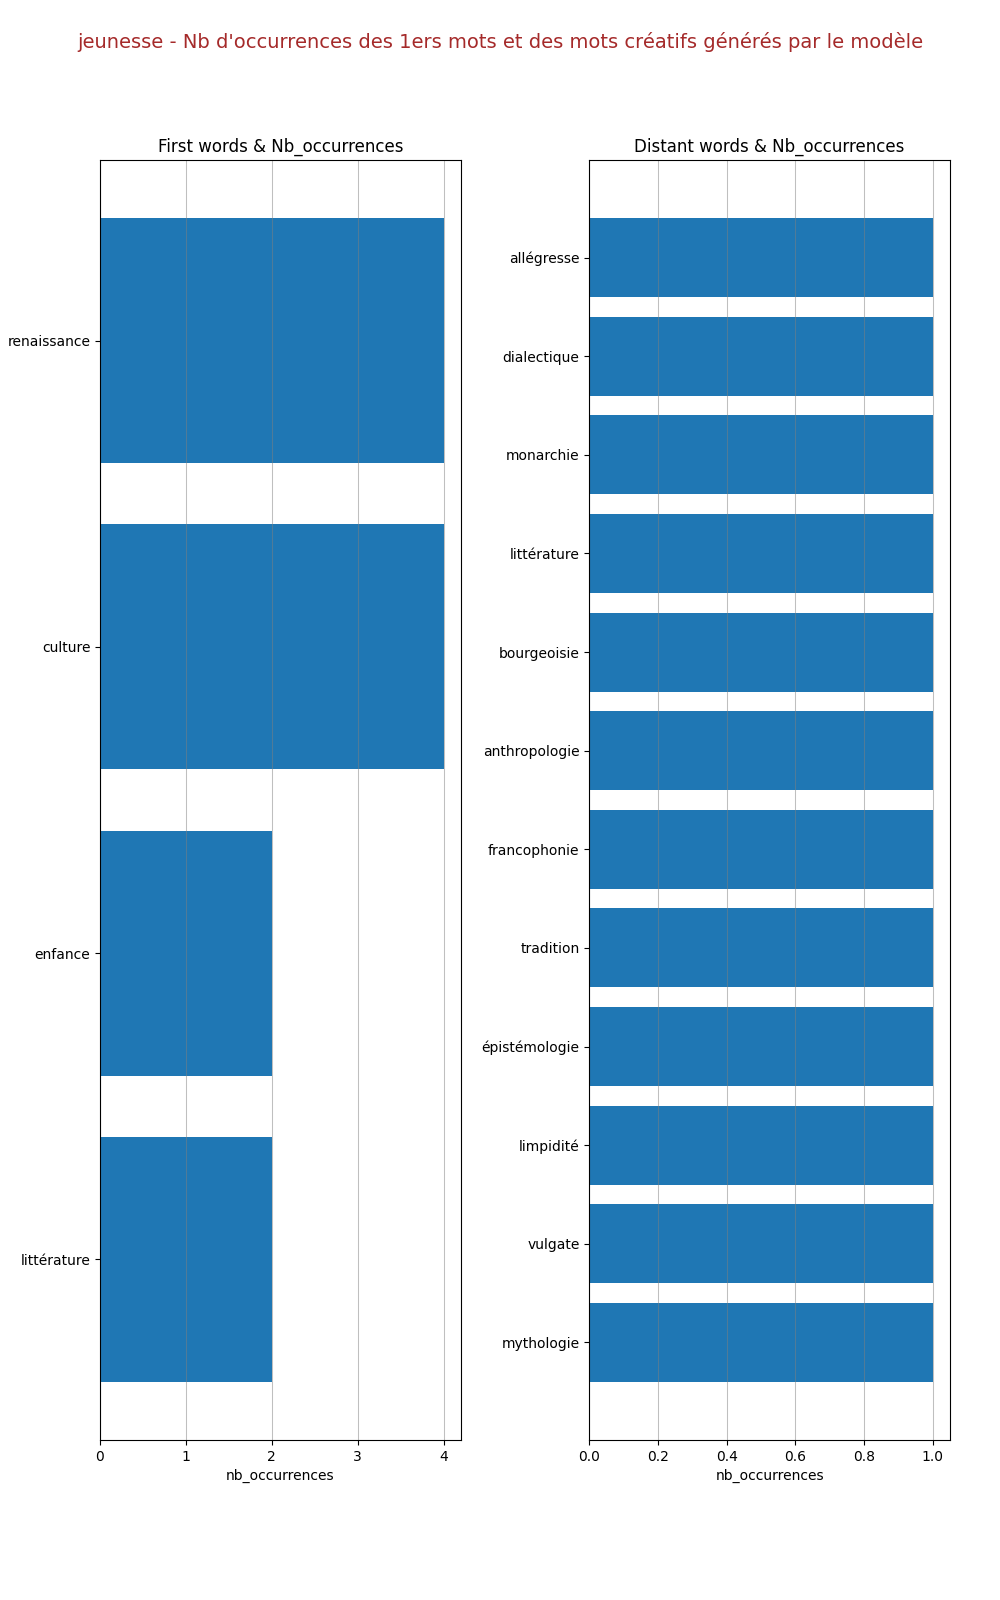 jeunesse - Nb d'occurrences des 1ers mots et des mots créatifs générés par le modèle
First words & Nb_occurrences
renaissance
culture
enfance
littérature
0 1 2 3 4
nb_occurrences
Distant words & Nb_occurrences
allégresse
dialectique
monarchie
littérature
bourgeoisie
anthropologie
francophonie
tradition
épistémologie
limpidité
vulgate
mythologie
0.0 0.2 0.4 0.6 0.8 1.0
nb_occurrences